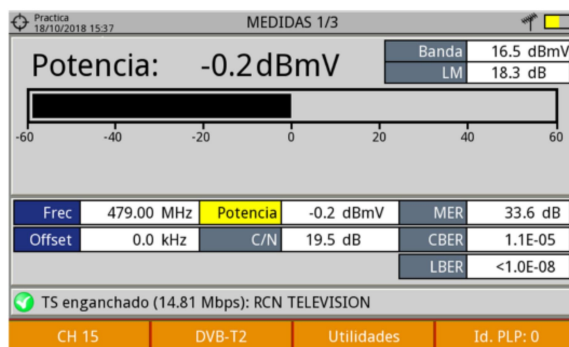 Practica
18/10/2018 15:37
MEDIDAS 1/3
Potencia: -0.2dBmV
Banda 16.5 dBmV
LM 18.3 dB
-60 -40 -20 0 20 40 60
Frec 479.00 MHz Potencia -0.2 dBmV MER 33.6 dB
Offset 0.0 kHz C/N 19.5 dB CBER 1.1E-05
LBER <1.0E-08
TS enganchado (14.81 Mbps): RCN TELEVISION
CH 15 DVB-T2 Utilidades Id. PLP: 0